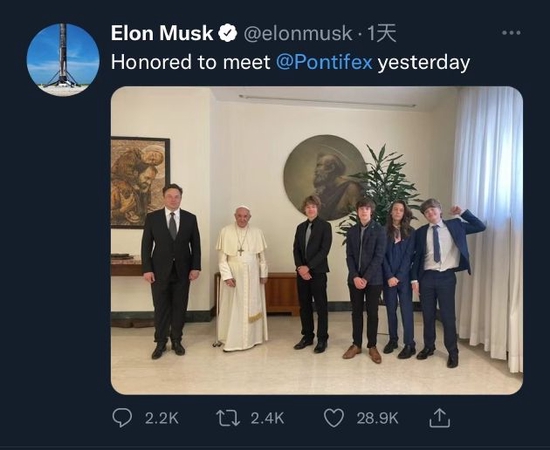 Elon Musk @elonmusk · 1天
Honored to meet @Pontifex yesterday
2.2K 2.4K 28.9K